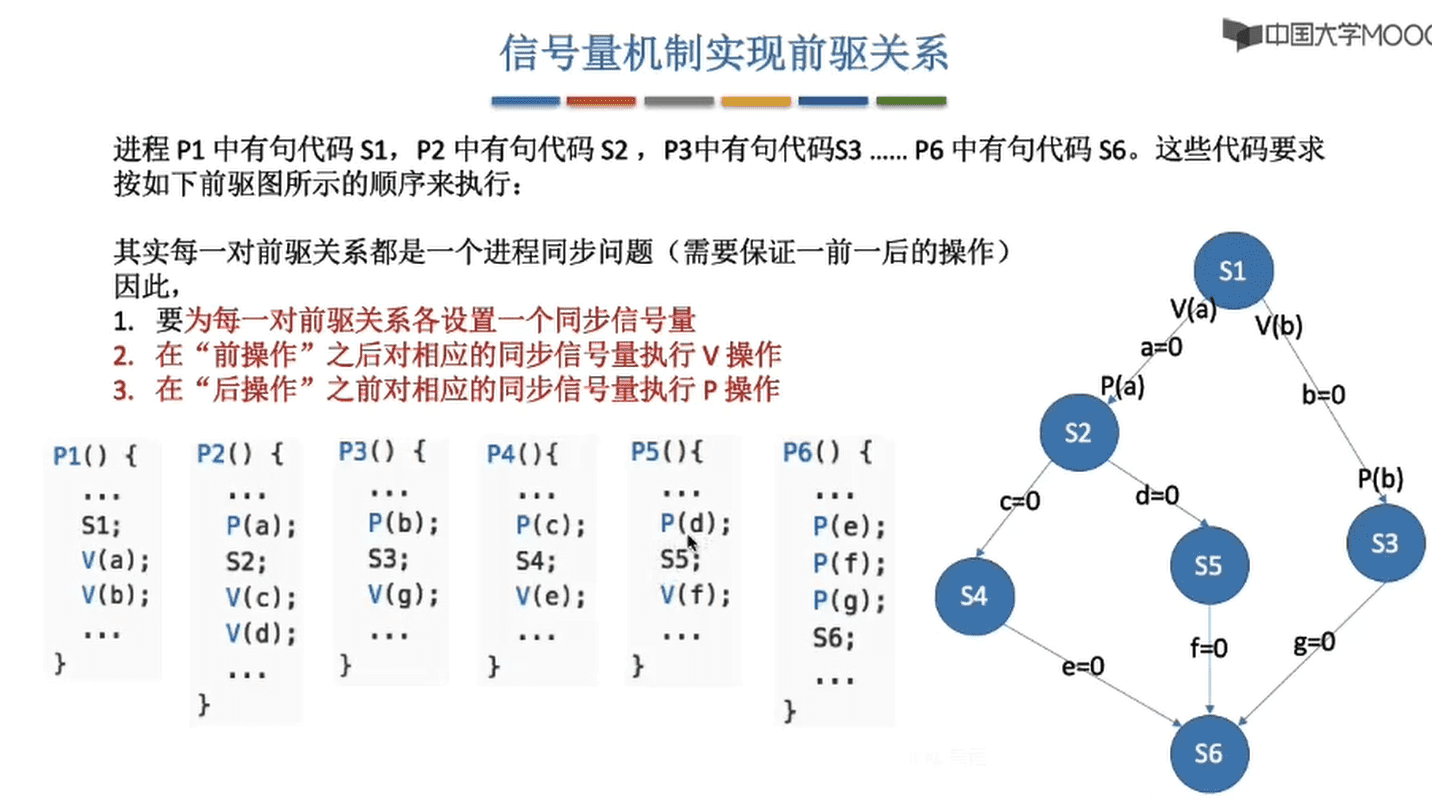 信号量机制实现前驱关系
中国大学MOOC
进程 P1 中有句代码 S1，P2 中有句代码 S2 ，P3中有句代码S3 …… P6 中有句代码 S6。这些代码要求
按如下前驱图所示的顺序来执行：
其实每一对前驱关系都是一个进程同步问题（需要保证一前一后的操作）
因此，
1. 要为每一对前驱关系各设置一个同步信号量
2. 在“前操作”之后对相应的同步信号量执行 V 操作
3. 在“后操作”之前对相应的同步信号量执行 P 操作
P1() {
...
S1;
V(a);
V(b);
...
}
P2() {
...
P(a);
S2;
V(c);
V(d);
...
}
P3() {
...
P(b);
S3;
V(g);
...
}
P4(){
...
P(c);
S4;
V(e);
...
}
P5(){
...
P(d);
S5;
V(f);
...
}
P6() {
...
P(e);
P(f);
P(g);
S6;
...
}
S1
V(a)
V(b)
a=0
P(a)
b=0
S2
P(b)
c=0
d=0
S3
S5
S4
f=0
g=0
e=0
S6